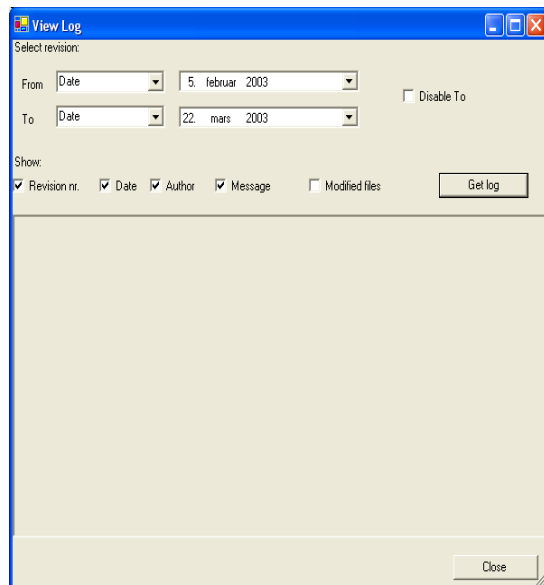 View Log
Select revision:
From Date 5. februar 2003
Disable To
To Date 22. mars 2003
Show:
Revision nr. Date Author Message Modified files Get log
Close